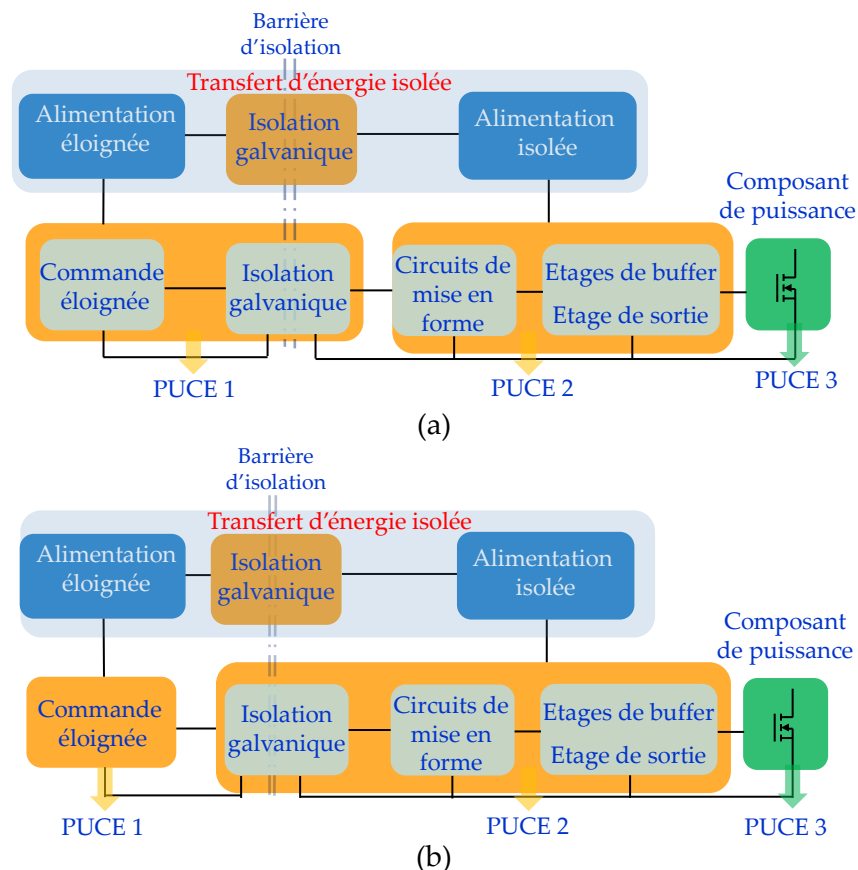 Barrière
d'isolation
Transfert d'énergie isolée
Alimentation
éloignée
Isolation
galvanique
Alimentation
isolée
Composant
de puissance
Commande
éloignée
Isolation
galvanique
Circuits de
mise en
forme
Etages de buffer
Etage de sortie
PUCE 1
PUCE 2
PUCE 3
(a)
Barrière
d'isolation
Transfert d'énergie isolée
Alimentation
éloignée
Isolation
galvanique
Alimentation
isolée
Composant
de puissance
Commande
éloignée
Isolation
galvanique
Circuits de
mise en
forme
Etages de buffer
Etage de sortie
PUCE 1
PUCE 2
PUCE 3
(b)